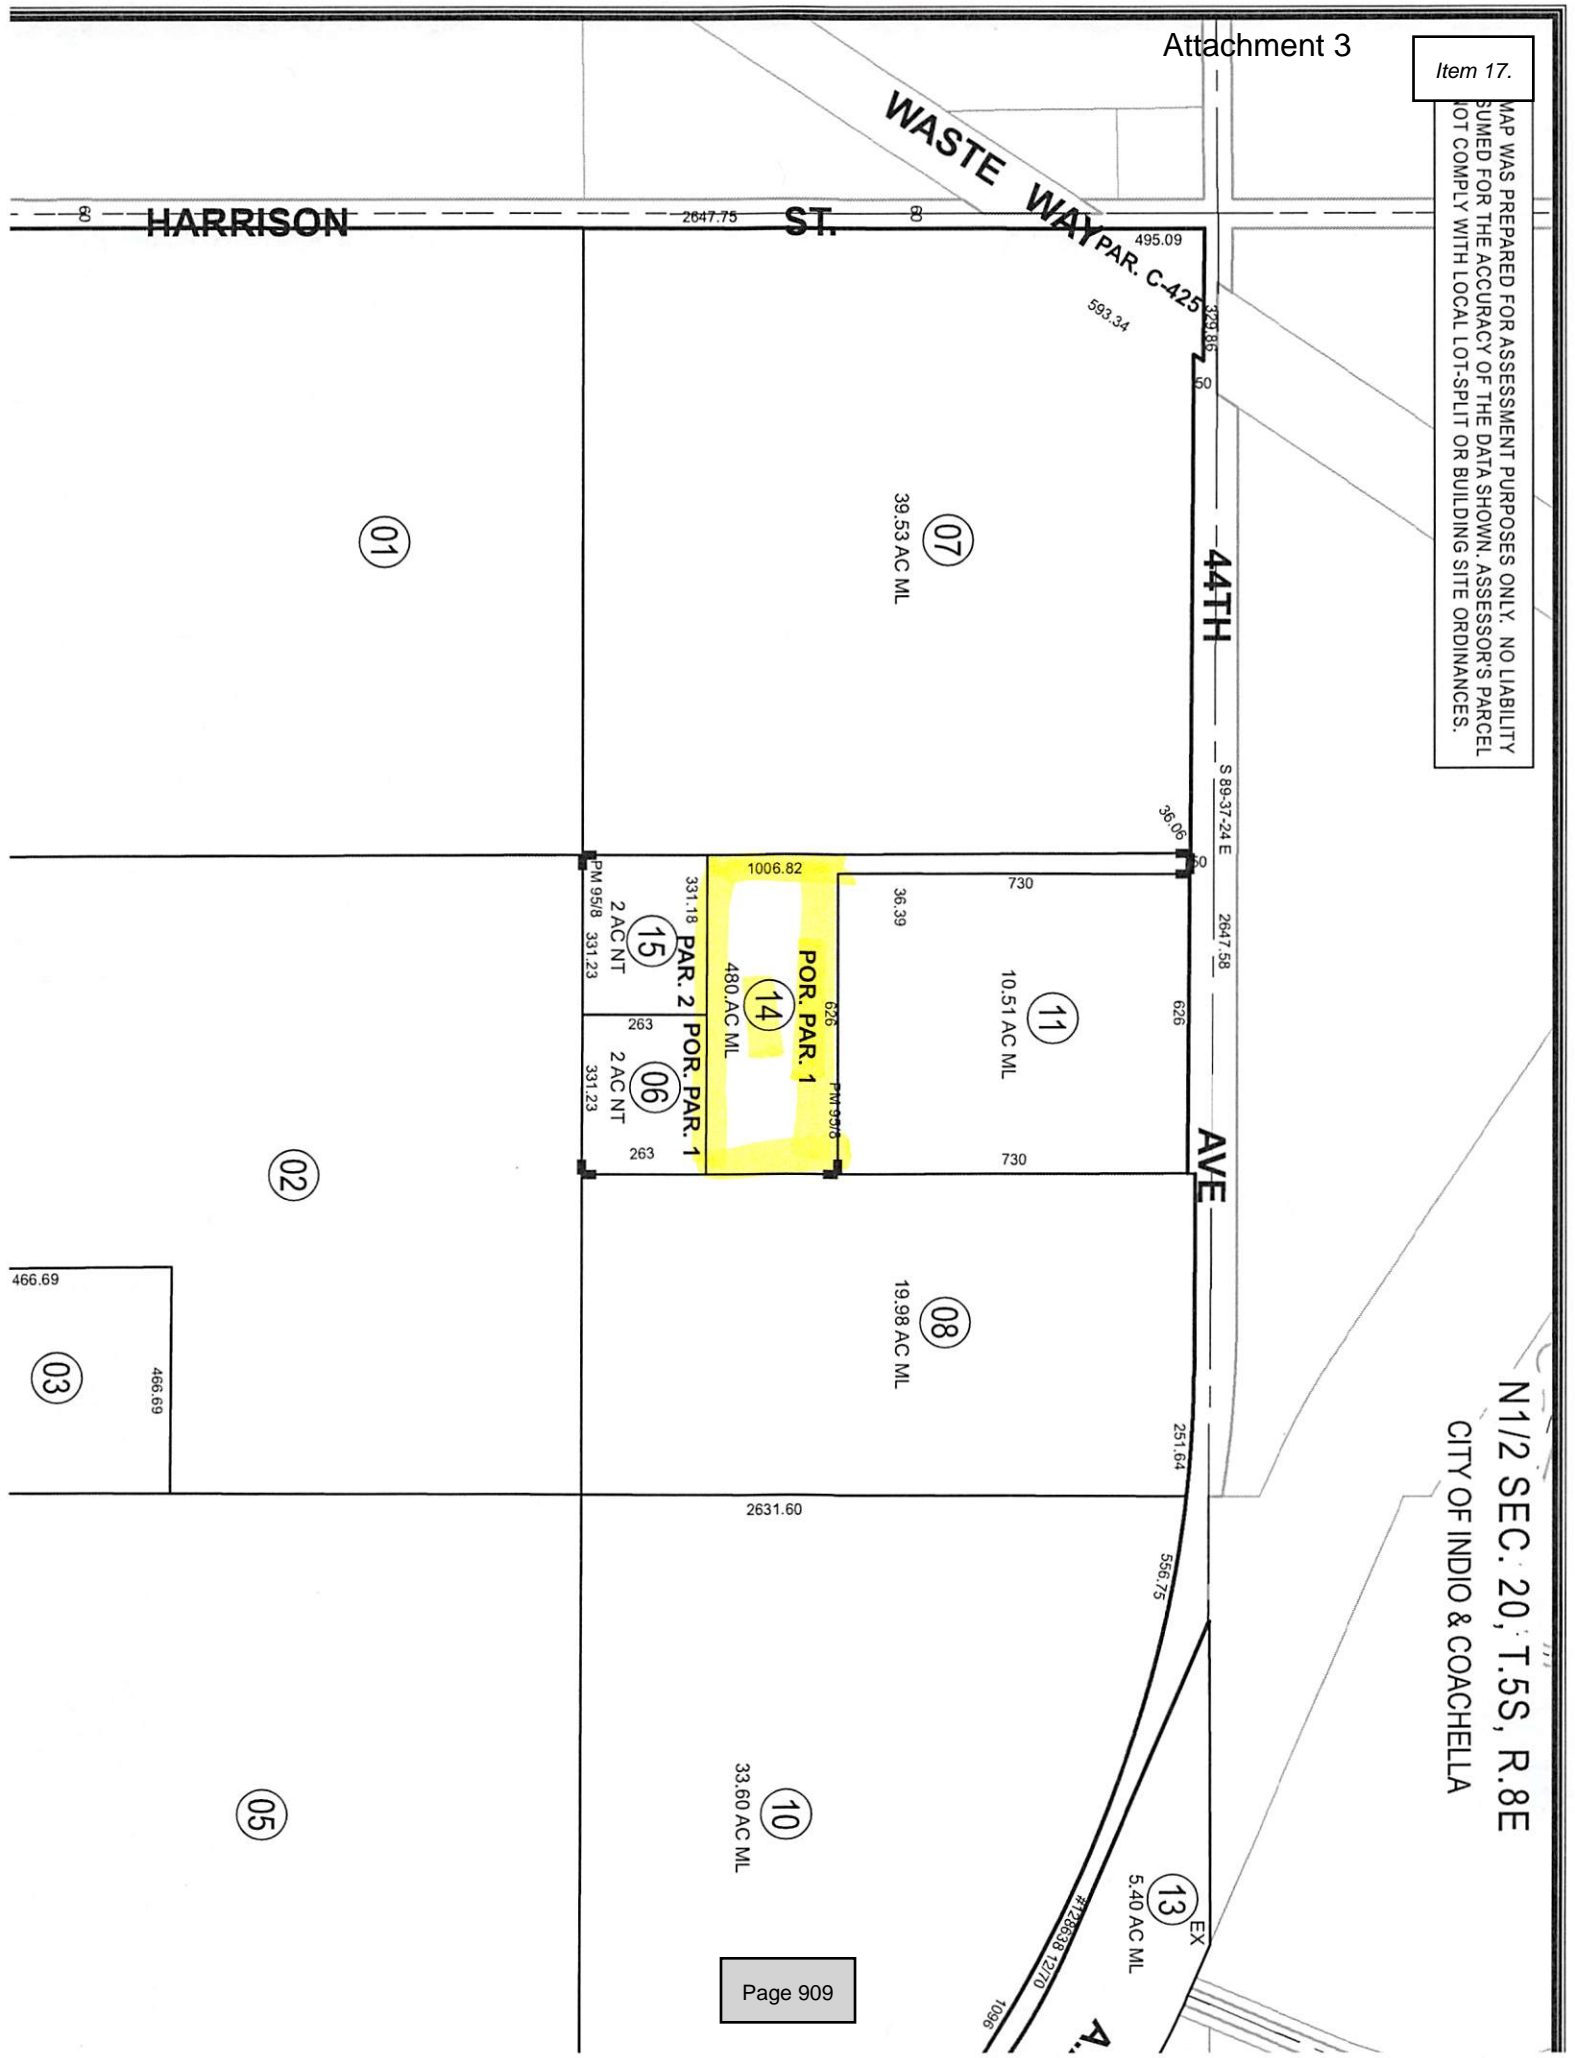 Attachment 3
Item 17.
MAP WAS PREPARED FOR ASSESSMENT PURPOSES ONLY. NO LIABILITY
SUMED FOR THE ACCURACY OF THE DATA SHOWN. ASSESSOR'S PARCEL
NOT COMPLY WITH LOCAL LOT-SPLIT OR BUILDING SITE ORDINANCES.
N1/2 SEC. 20, T.5S, R.8E
CITY OF INDIO & COACHELLA
WASTE WAY
PAR. C-425
HARRISON ST.
60
2647.75
60
495.09
593.34
329.86
50
44TH AVE
S 89-37-24 E
2647.58
07
39.53 AC ML
01
36.06
50
1006.82
730
36.39
626
11
10.51 AC ML
626
730
PM 95/8
POR. PAR. 1
14
480.AC ML
331.18
PAR. 2
15
2 AC NT
PM 95/8
331.23
263
POR. PAR. 1
06
2 AC NT
331.23
263
02
08
19.98 AC ML
251.64
466.69
466.69
03
2631.60
556.75
10
33.60 AC ML
05
13
EX
5.40 AC ML
#128638 12/70
1096
A..
Page 909